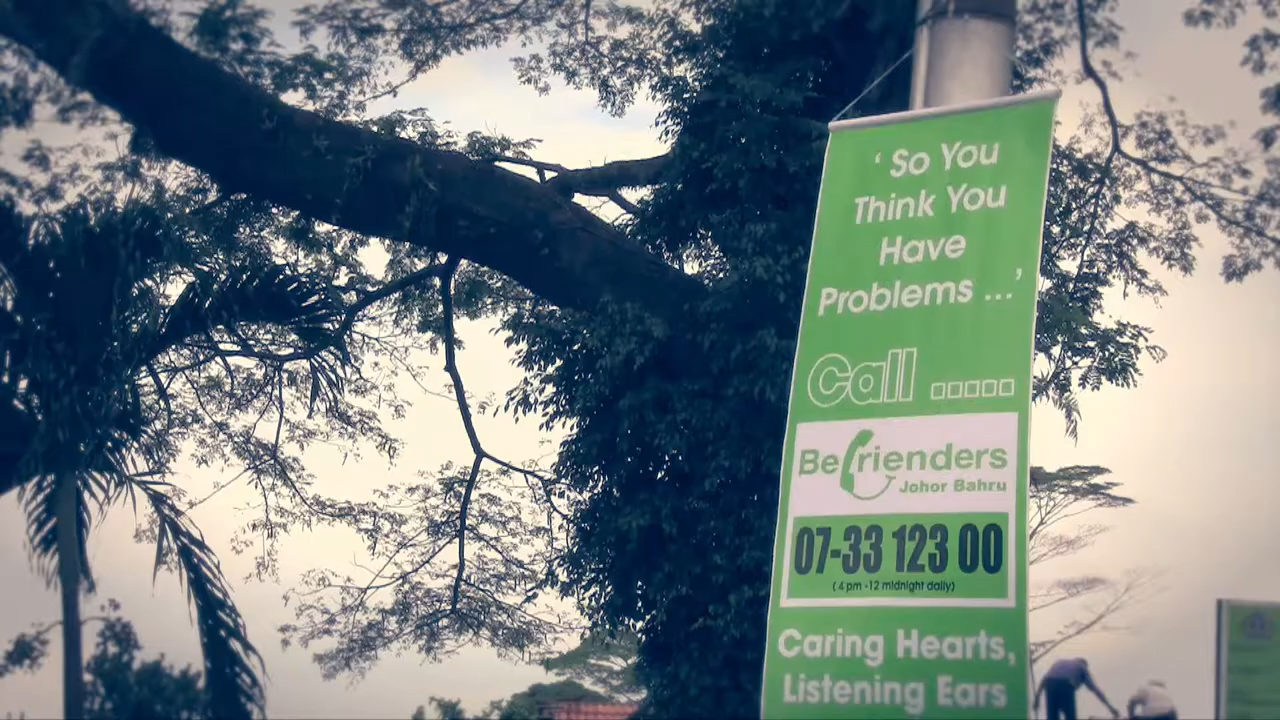 ‘ So You
Think You
Have
Problems ...’
Call .....
Befrienders
Johor Bahru
07-33 123 00
( 4 pm -12 midnight daily)
Caring Hearts,
Listening Ears